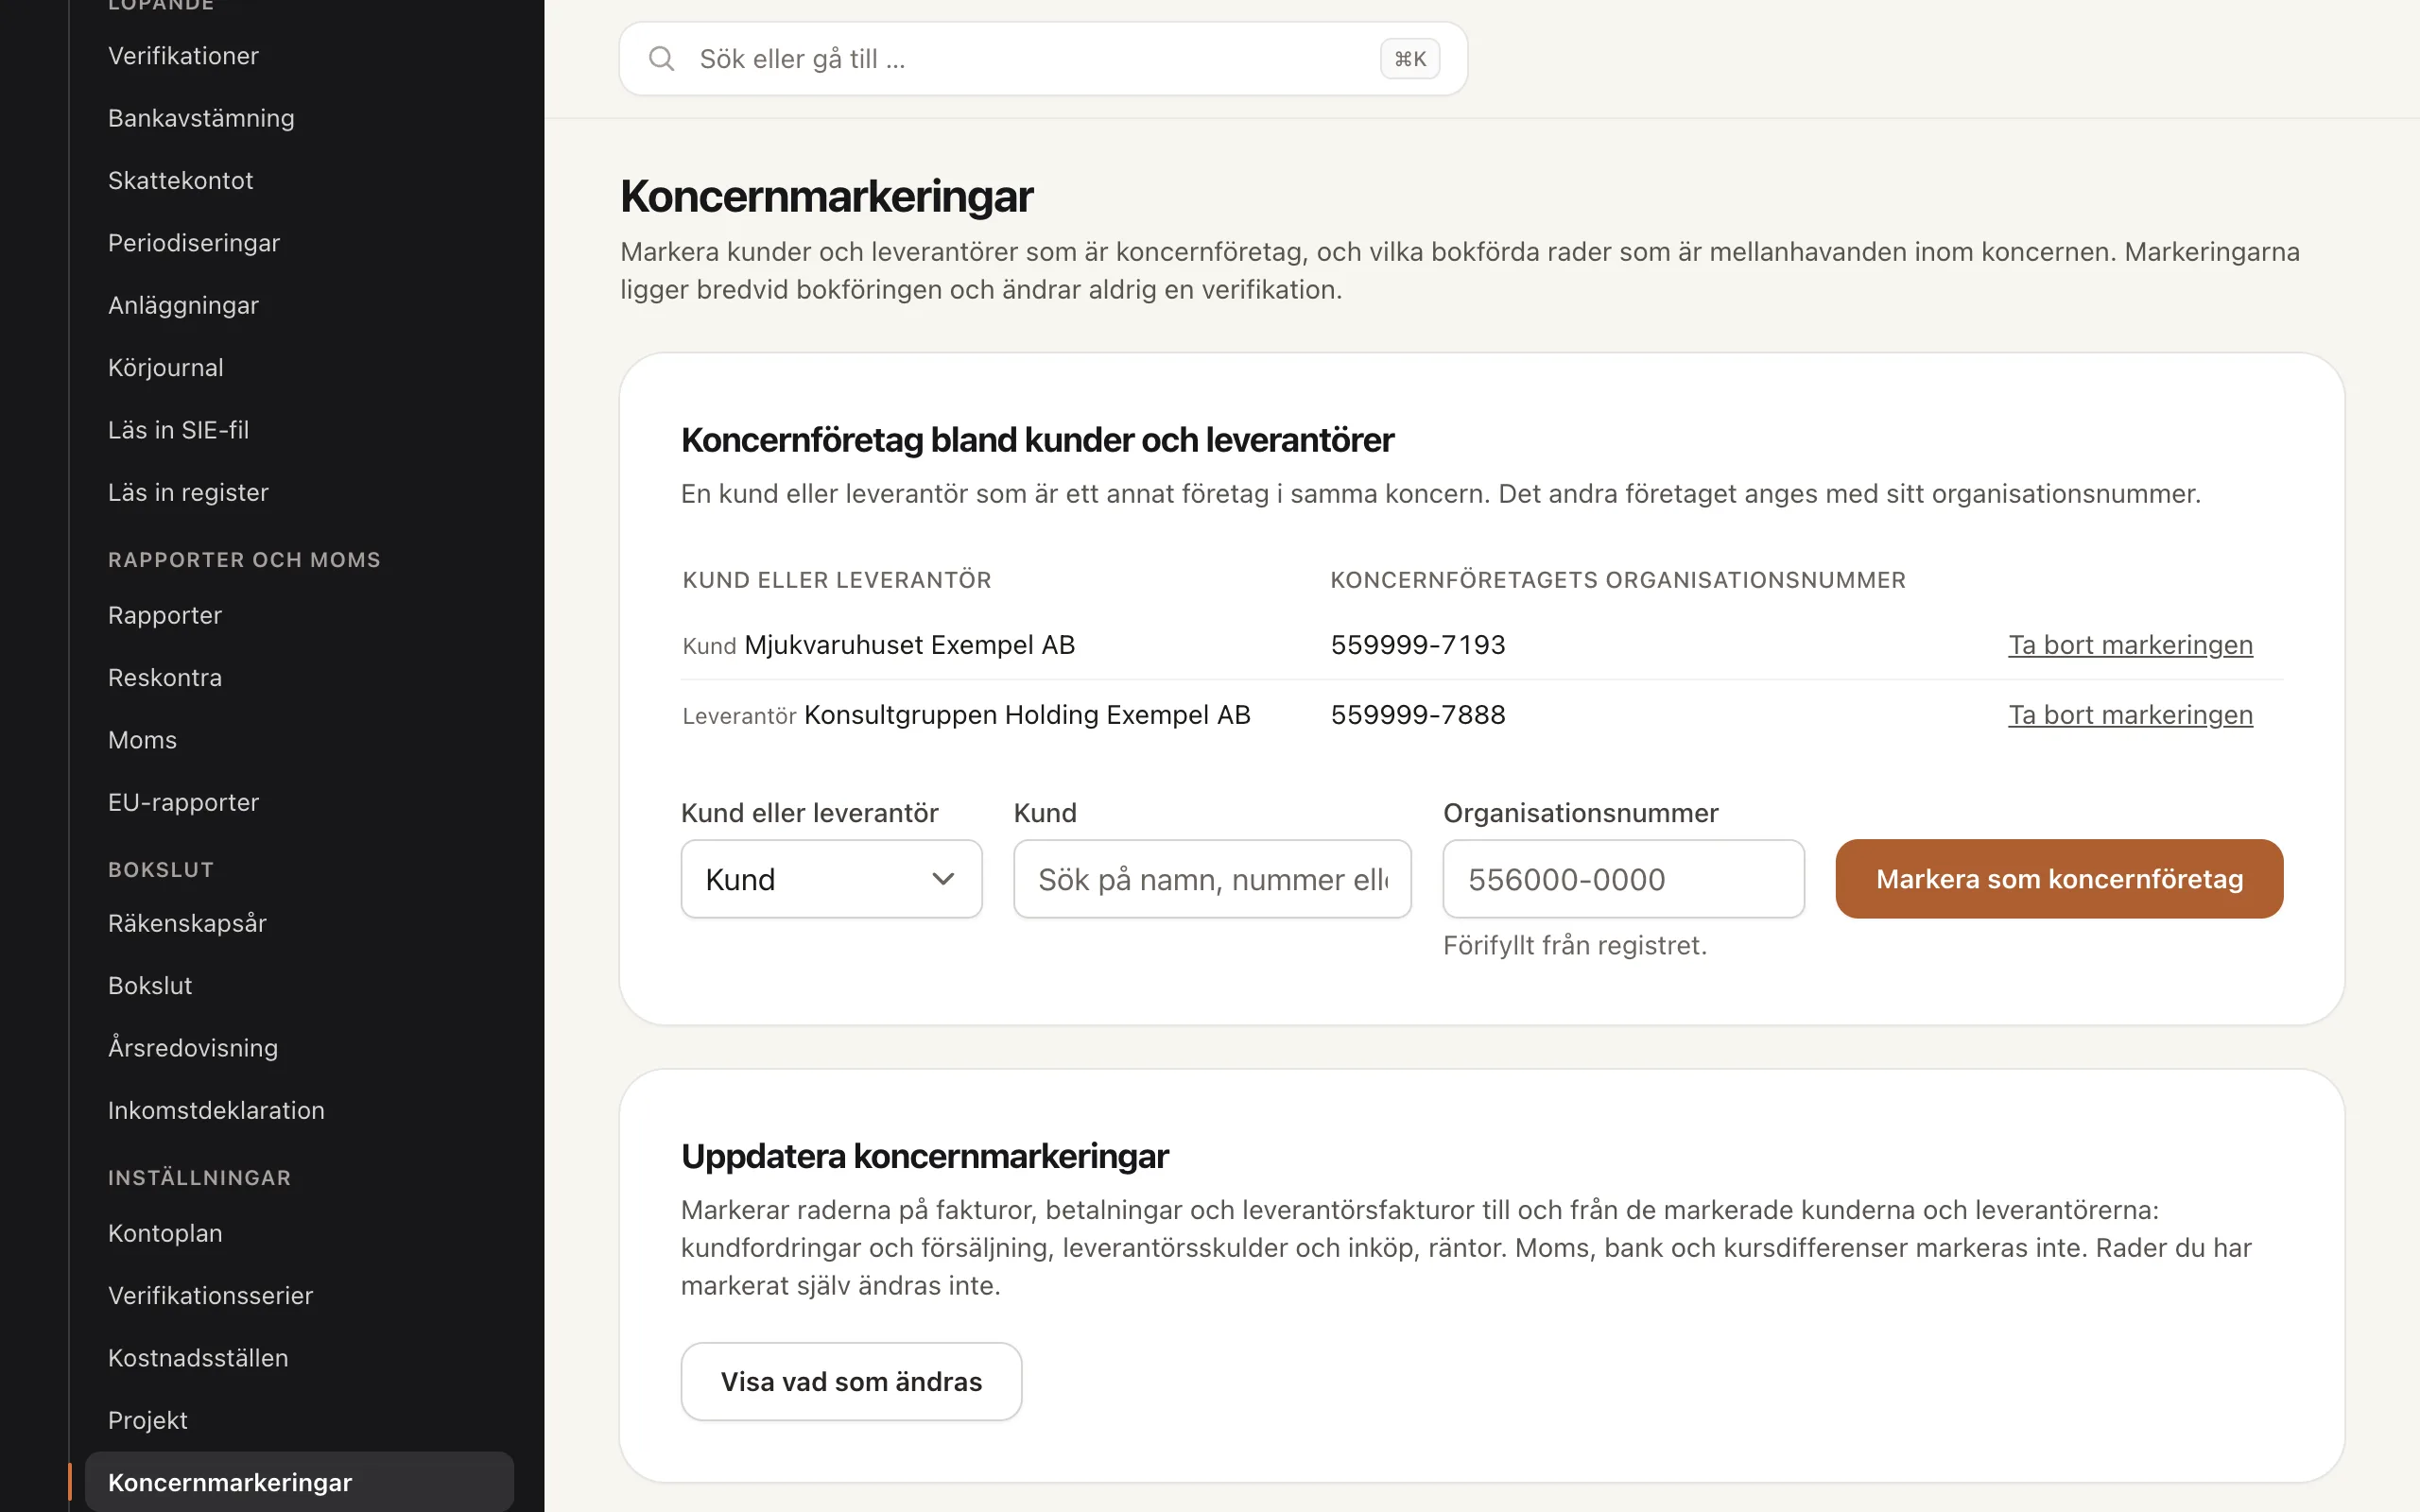 LÖPANDE
Verifikationer
Bankavstämning
Skattekontot
Periodiseringar
Anläggningar
Körjournal
Läs in SIE-fil
Läs in register
RAPPORTER OCH MOMS
Rapporter
Reskontra
Moms
EU-rapporter
BOKSLUT
Räkenskapsår
Bokslut
Årsredovisning
Inkomstdeklaration
INSTÄLLNINGAR
Kontoplan
Verifikationsserier
Kostnadsställen
Projekt
Koncernmarkeringar
Sök eller gå till ... ⌘K
Koncernmarkeringar
Markera kunder och leverantörer som är koncernföretag, och vilka bokförda rader som är mellanhavanden inom koncernen. Markeringarna
ligger bredvid bokföringen och ändrar aldrig en verifikation.
Koncernföretag bland kunder och leverantörer
En kund eller leverantör som är ett annat företag i samma koncern. Det andra företaget anges med sitt organisationsnummer.
KUND ELLER LEVERANTÖR KONCERNFÖRETAGETS ORGANISATIONSNUMMER
Kund Mjukvaruhuset Exempel AB 559999-7193 Ta bort markeringen
Leverantör Konsultgruppen Holding Exempel AB 559999-7888 Ta bort markeringen
Kund eller leverantör Kund Organisationsnummer
Kund Sök på namn, nummer 556000-0000 Markera som koncernföretag
Förifyllt från registret.
Uppdatera koncernmarkeringar
Markerar raderna på fakturor, betalningar och leverantörsfakturor till och från de markerade kunderna och leverantörerna:
kundfordringar och försäljning, leverantörsskulder och inköp, räntor. Moms, bank och kursdifferenser markeras inte. Rader du har
markerat själv ändras inte.
Visa vad som ändras